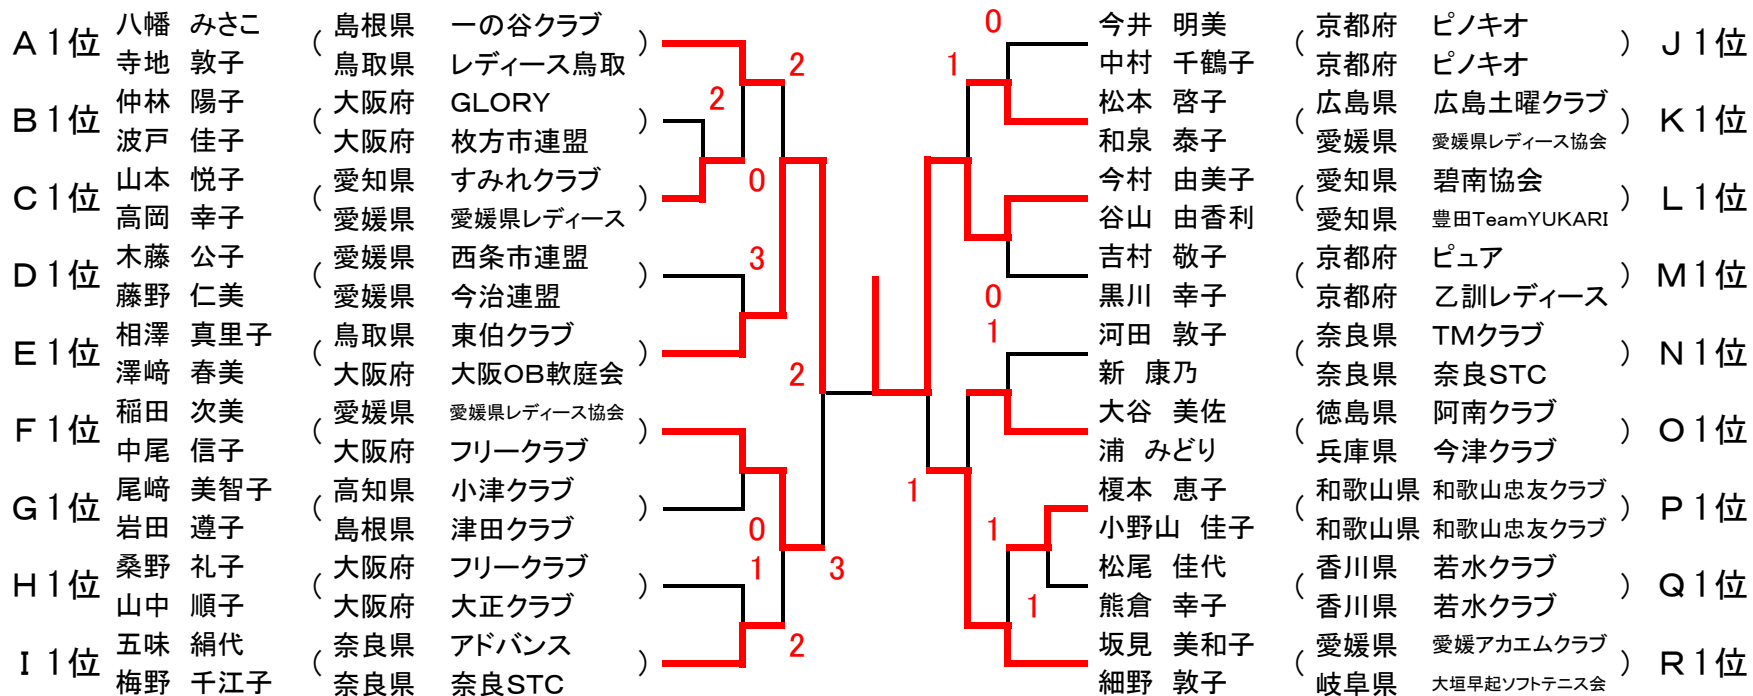 A 1位 八幡 みさこ ( 島根県 一の谷クラブ )
寺地 敦子 鳥取県 レディース鳥取
B 1位 仲林 陽子 ( 大阪府 GLORY )
波戸 佳子 大阪府 枚方市連盟
C 1位 山本 悦子 ( 愛知県 すみれクラブ )
高岡 幸子 愛媛県 愛媛県レディース
D 1位 木藤 公子 ( 愛媛県 西条市連盟 )
藤野 仁美 愛媛県 今治連盟
E 1位 相澤 真里子 ( 鳥取県 東伯クラブ )
澤﨑 春美 大阪府 大阪OB軟庭会
F 1位 稲田 次美 ( 愛媛県 愛媛県レディース協会 )
中尾 信子 大阪府 フリークラブ
G 1位 尾﨑 美智子 ( 高知県 小津クラブ )
岩田 遵子 島根県 津田クラブ
H 1位 桑野 礼子 ( 大阪府 フリークラブ )
山中 順子 大阪府 大正クラブ
I 1位 五味 絹代 ( 奈良県 アドバンス )
梅野 千江子 奈良県 奈良STC
2
2
0
3
2
0
1
3
2
0
1
0
1
1
1
1
今井 明美 ( 京都府 ピノキオ ) J 1位
中村 千鶴子 京都府 ピノキオ
松本 啓子 ( 広島県 広島土曜クラブ ) K 1位
和泉 泰子 愛媛県 愛媛県レディース協会
今村 由美子 ( 愛知県 碧南協会 ) L 1位
谷山 由香利 愛知県 豊田TeamYUKARI
吉村 敬子 ( 京都府 ピュア ) M 1位
黒川 幸子 京都府 乙訓レディース
河田 敦子 ( 奈良県 TMクラブ ) N 1位
新 康乃 奈良県 奈良STC
大谷 美佐 ( 徳島県 阿南クラブ ) O 1位
浦 みどり 兵庫県 今津クラブ
榎本 恵子 ( 和歌山県 和歌山忠友クラブ ) P 1位
小野山 佳子 和歌山県 和歌山忠友クラブ
松尾 佳代 ( 香川県 若水クラブ ) Q 1位
熊倉 幸子 香川県 若水クラブ
坂見 美和子 ( 愛媛県 愛媛アカエムクラブ ) R 1位
細野 敦子 岐阜県 大垣早起ソフトテニス会